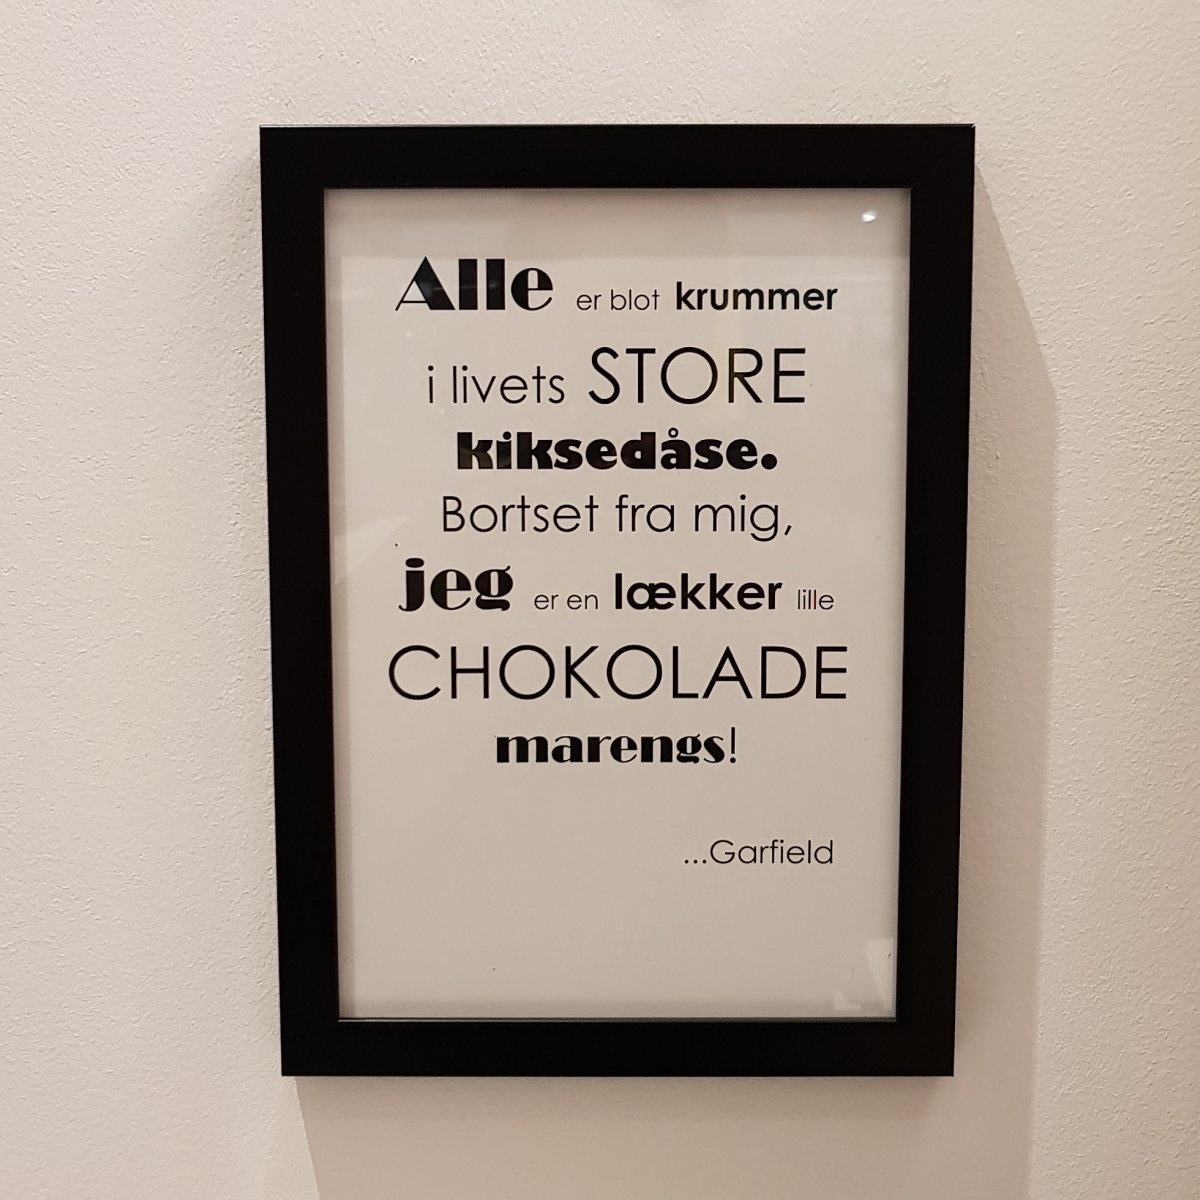 Alle er blot krummer
i livets STORE
kiksedåse.
Bortset fra mig,
jeg er en lækker lille
CHOKOLADE
marengs!
...Garfield